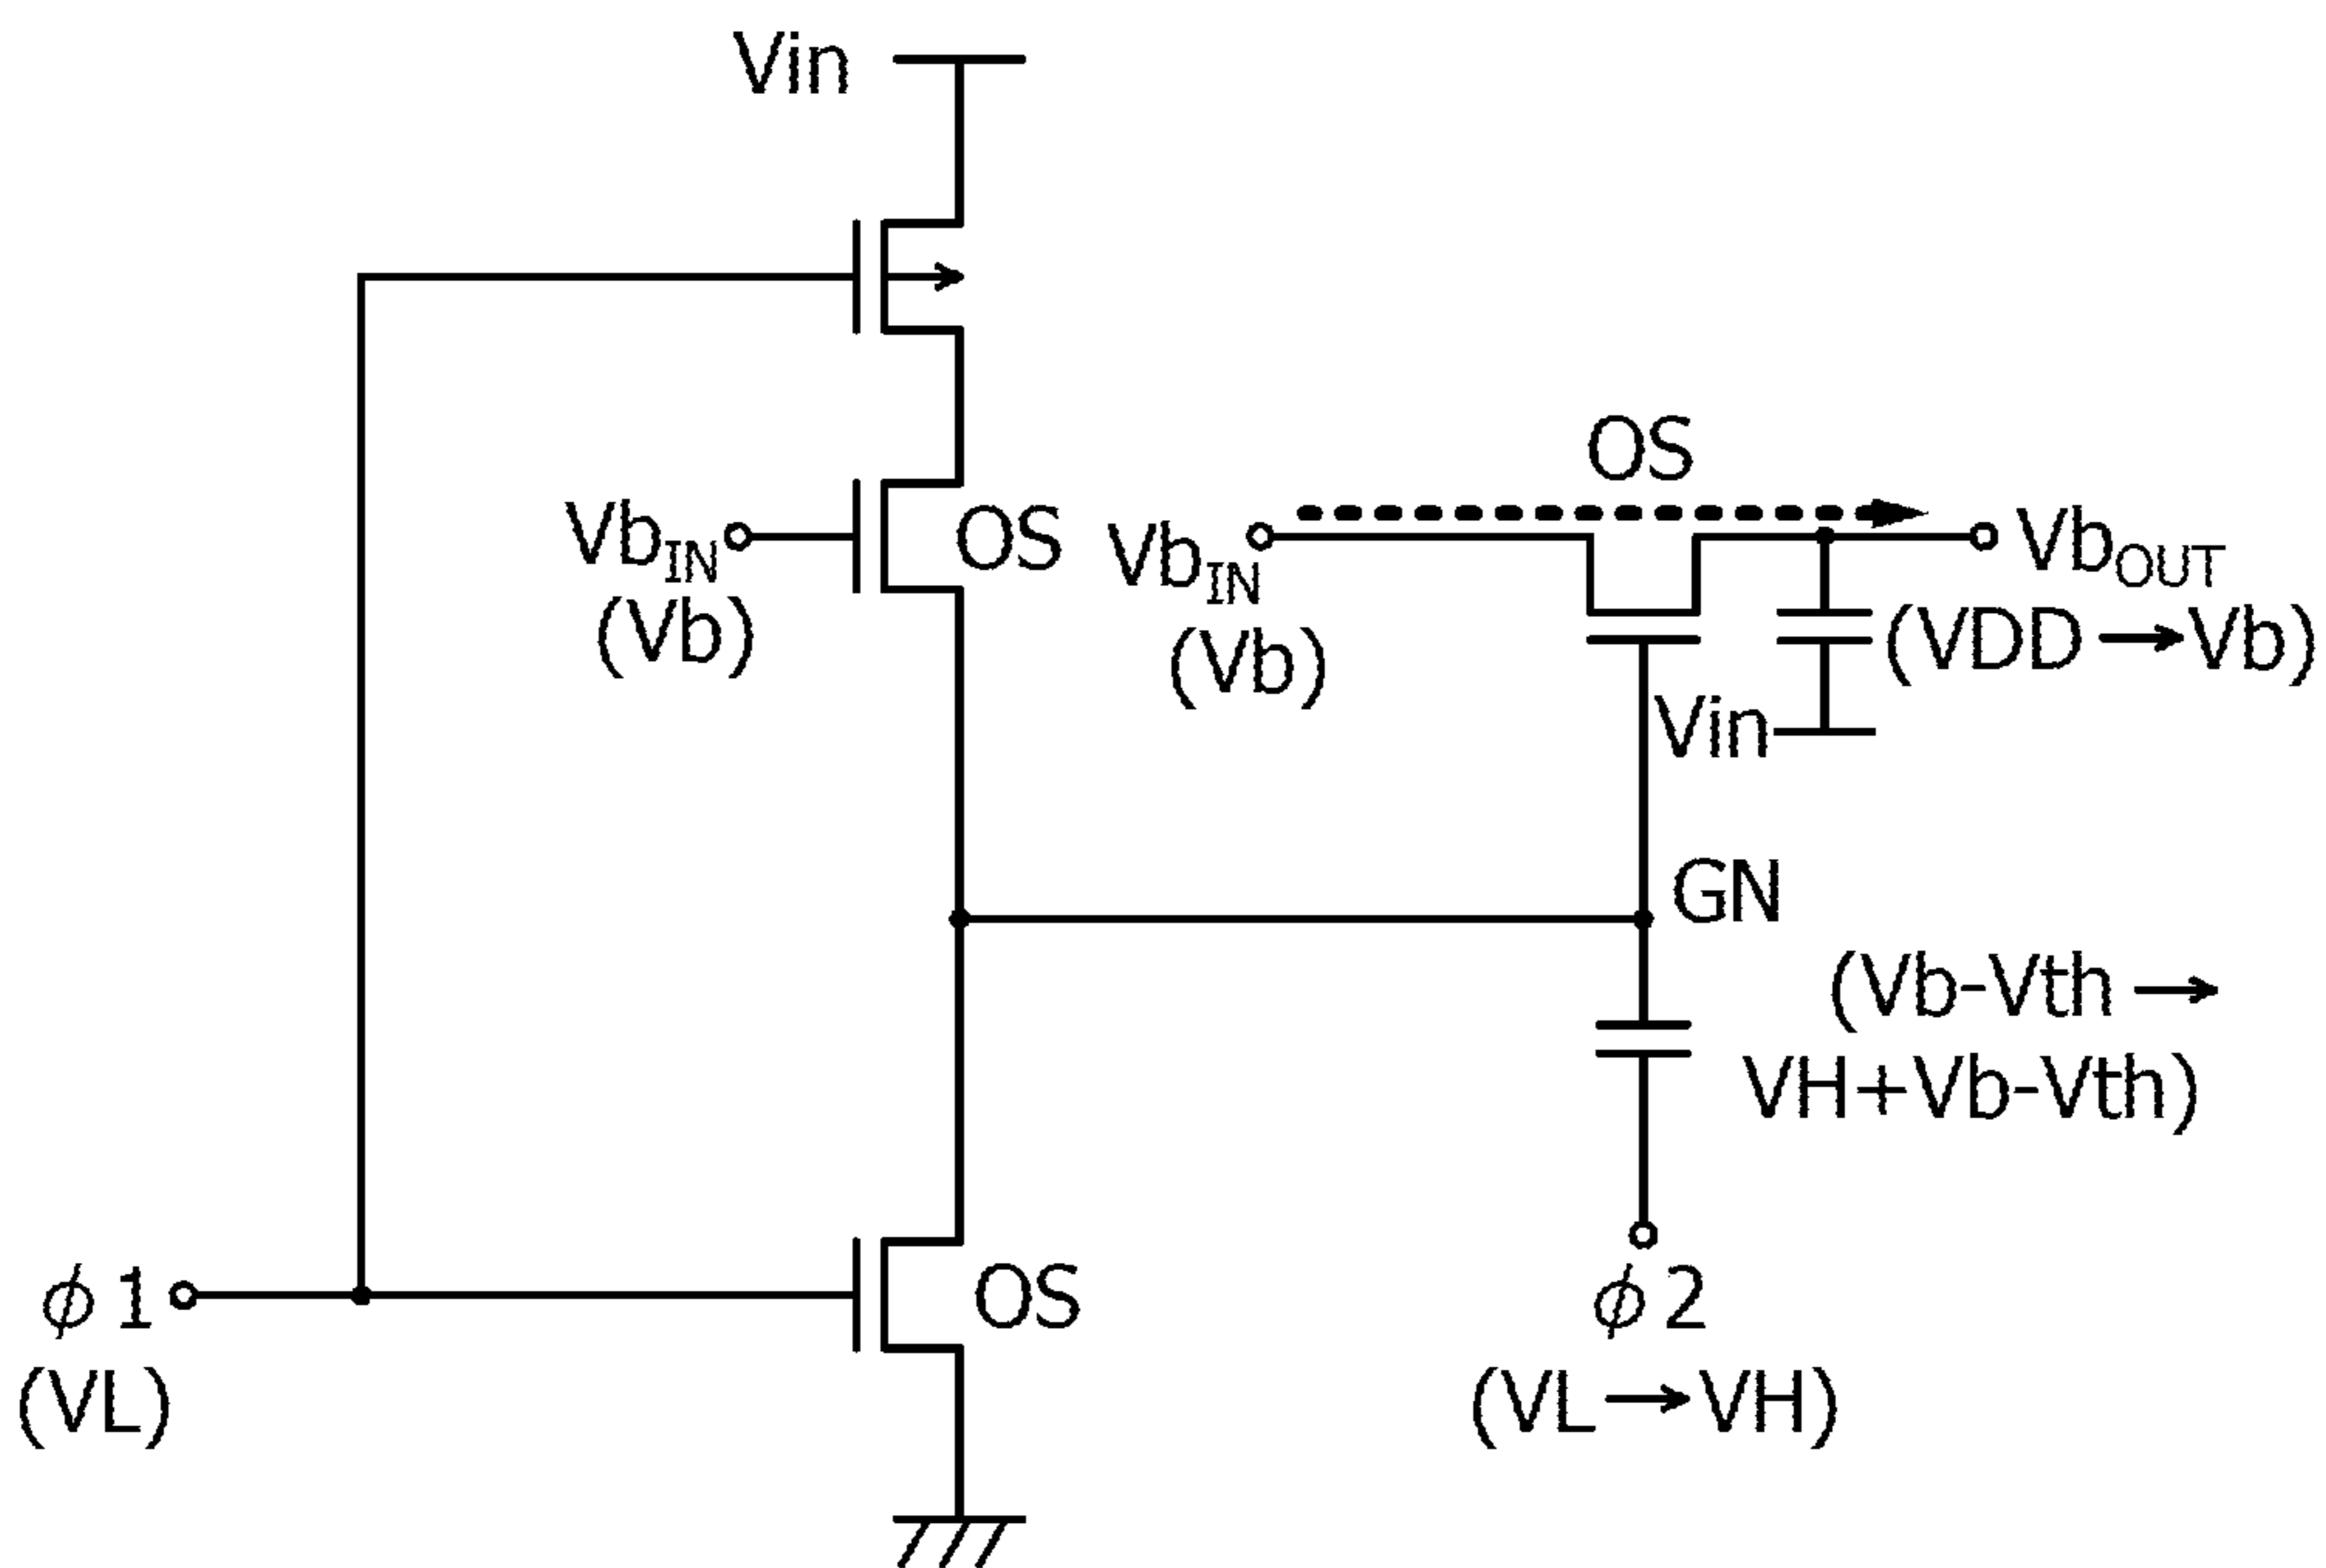 Vin
OS
VbIN
(Vb)
OS
VbIN
(Vb)
VbOUT
(VDD→Vb)
Vin
GN
(Vb-Vth→
VH+Vb-Vth)
ϕ1
(VL)
OS
ϕ2
(VL→VH)